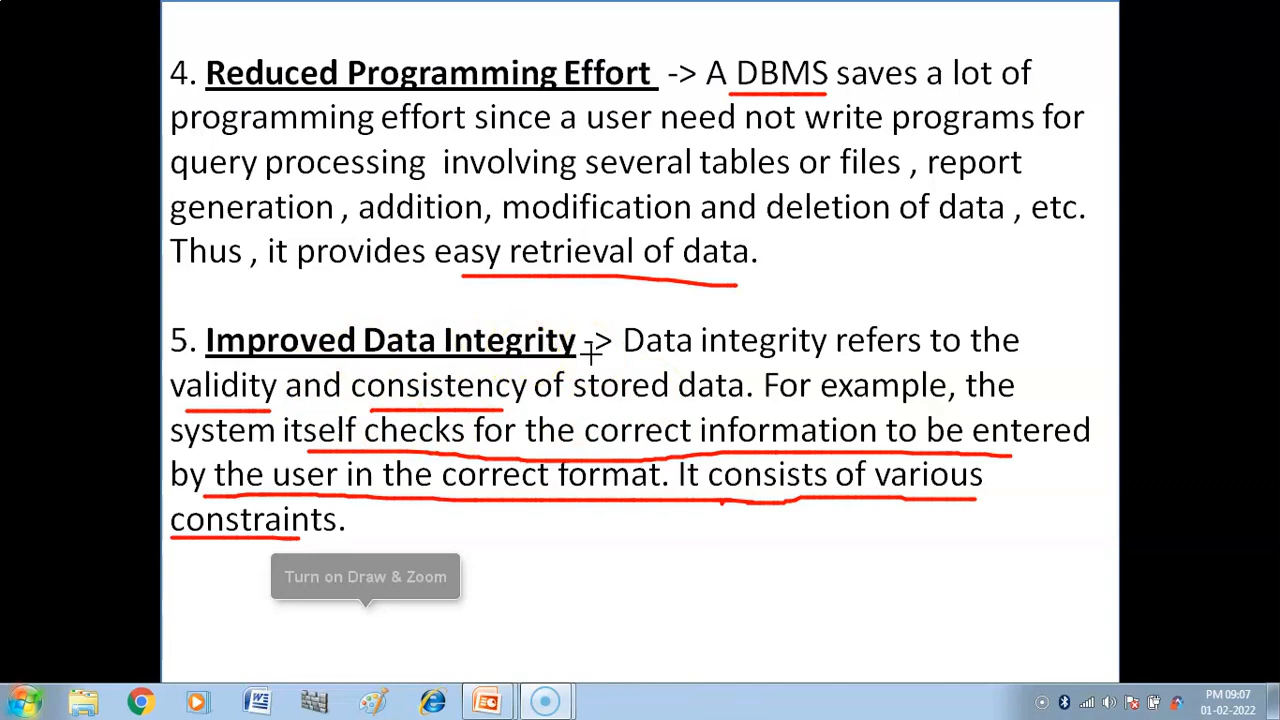 4. Reduced Programming Effort -> A DBMS saves a lot of
programming effort since a user need not write programs for
query processing involving several tables or files , report
generation , addition, modification and deletion of data , etc.
Thus , it provides easy retrieval of data.
5. Improved Data Integrity -> Data integrity refers to the
validity and consistency of stored data. For example, the
system itself checks for the correct information to be entered
by the user in the correct format. It consists of various
constraints.
Turn on Draw & Zoom
PM 09:07
01-02-2022